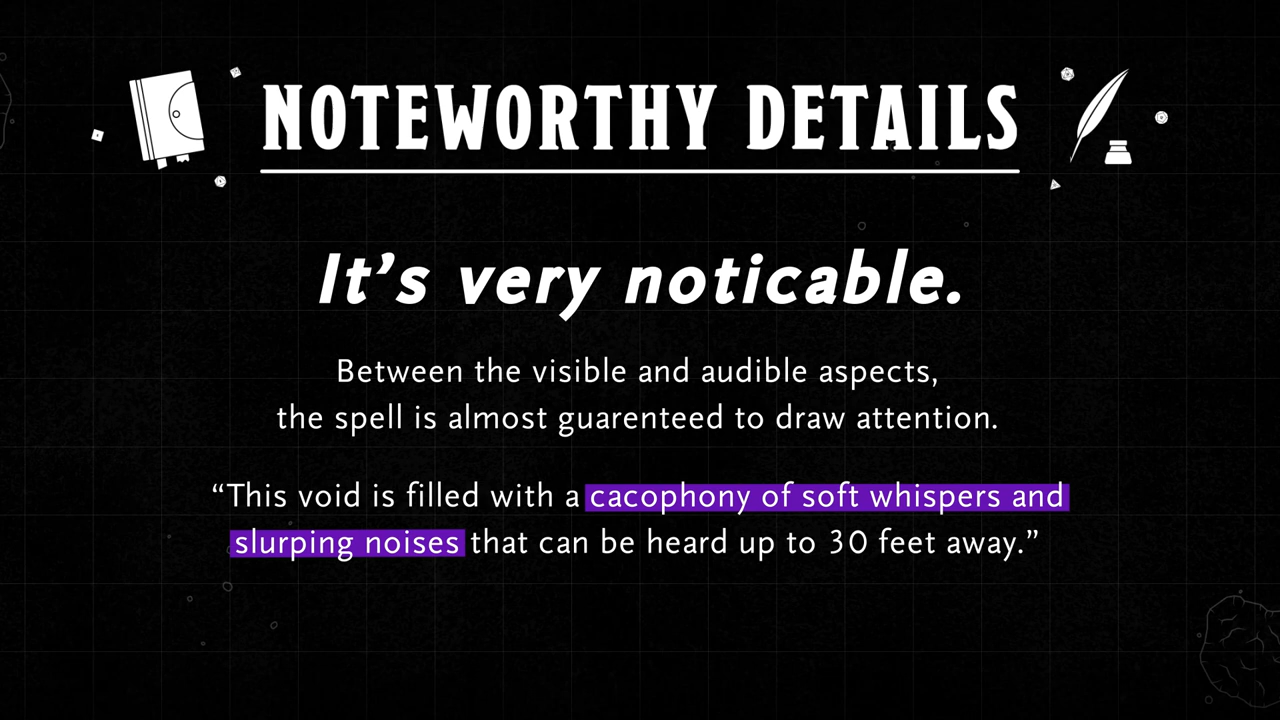 NOTEWORTHY DETAILS
It’s very noticable.
Between the visible and audible aspects,
the spell is almost guarenteed to draw attention.
“This void is filled with a cacophony of soft whispers and
slurping noises that can be heard up to 30 feet away.”